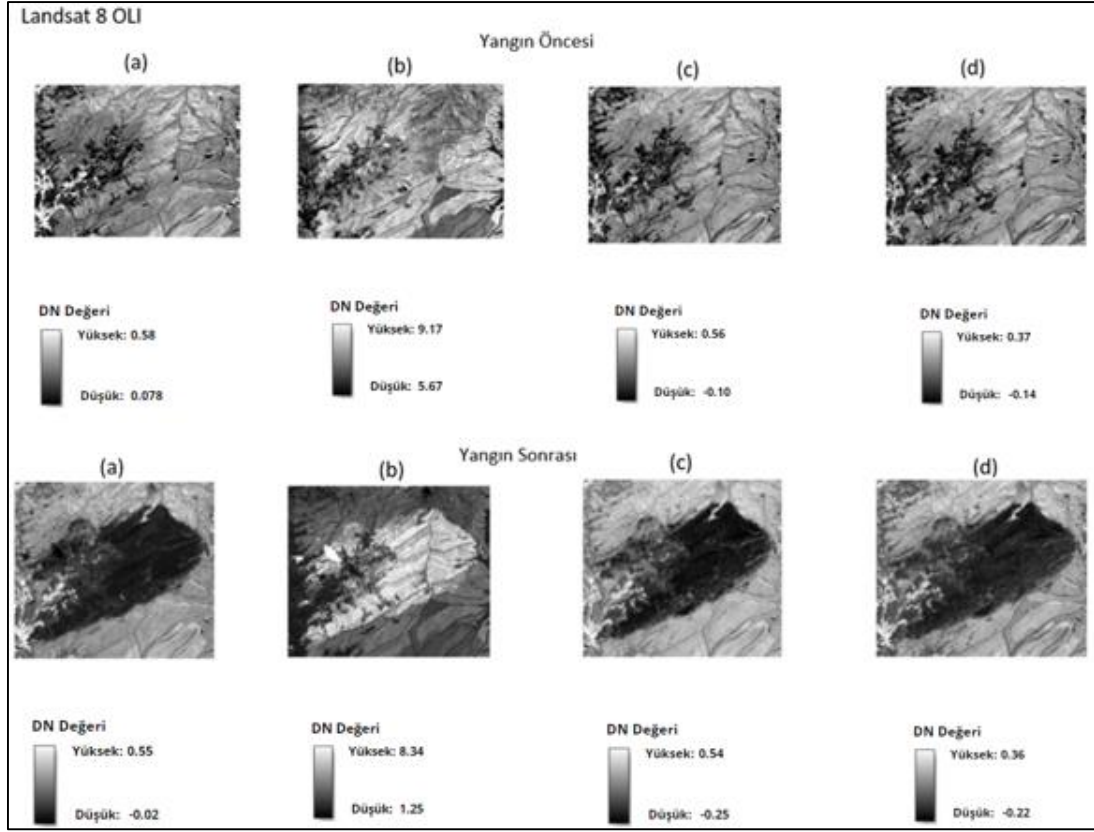 Landsat 8 OLI
Yangın Öncesi
(a) (b) (c) (d)
DN Değeri DN Değeri DN Değeri DN Değeri
Yüksek: 0.58 Yüksek: 9.17 Yüksek: 0.56 Yüksek: 0.37
Düşük: 0.078 Düşük: 5.67 Düşük: -0.10 Düşük: -0.14
Yangın Sonrası
(a) (b) (c) (d)
DN Değeri DN Değeri DN Değeri DN Değeri
Yüksek: 0.55 Yüksek: 8.34 Yüksek: 0.54 Yüksek: 0.36
Düşük: -0.02 Düşük: 1.25 Düşük: -0.25 Düşük: -0.22